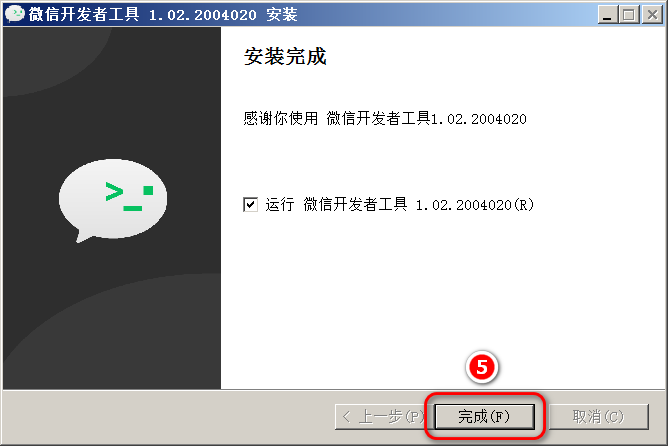 微信开发者工具 1.02.2004020 安装
安装完成
感谢你使用 微信开发者工具1.02.2004020
运行 微信开发者工具 1.02.2004020(R)
5
< 上一步(P) 完成(F) 取消(C)